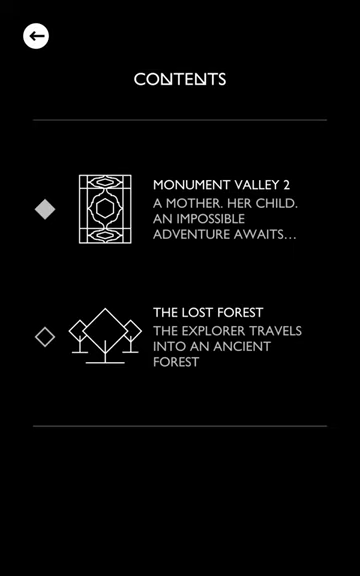 CONTENTS
MONUMENT VALLEY 2
A MOTHER. HER CHILD.
AN IMPOSSIBLE
ADVENTURE AWAITS...
THE LOST FOREST
THE EXPLORER TRAVELS
INTO AN ANCIENT
FOREST